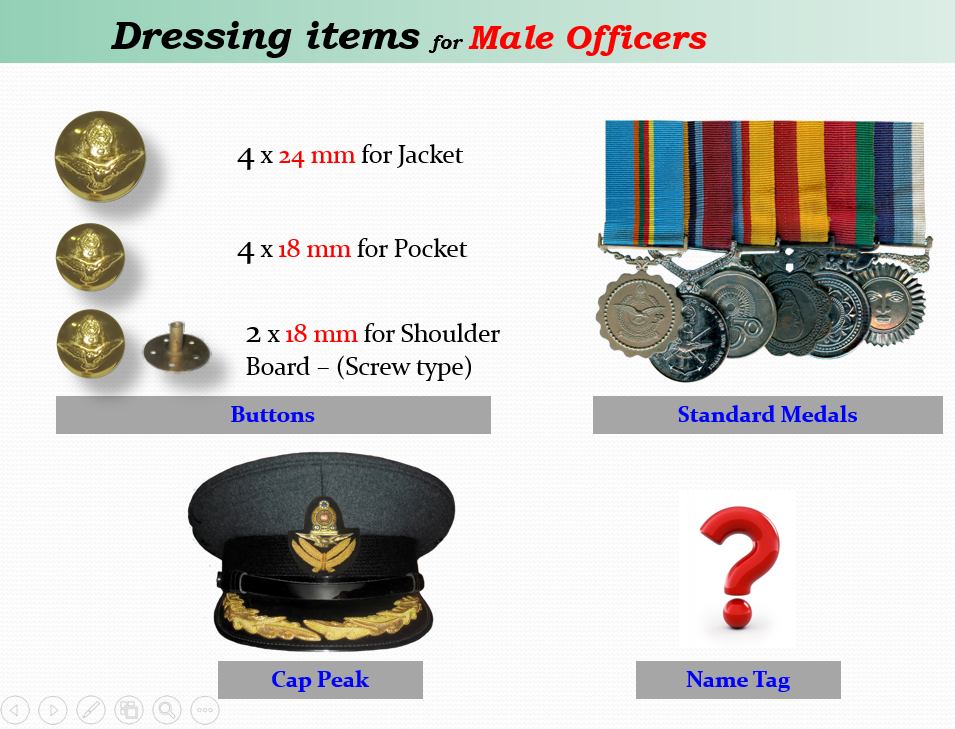 Dressing items for Male Officers
4 x 24 mm for Jacket
4 x 18 mm for Pocket
2 x 18 mm for Shoulder
Board – (Screw type)
Buttons
Standard Medals
50
Cap Peak
Name Tag